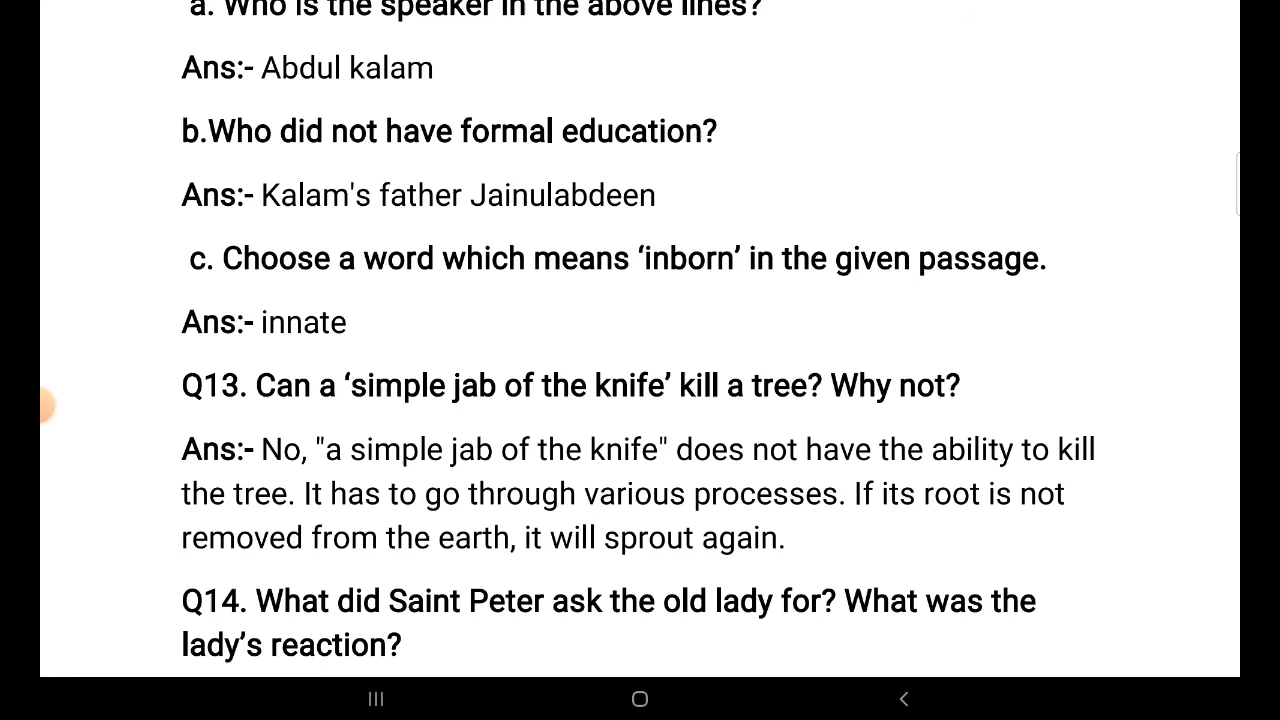 a. Who is the speaker in the above lines?
Ans:- Abdul kalam
b.Who did not have formal education?
Ans:- Kalam's father Jainulabdeen
c. Choose a word which means ‘inborn’ in the given passage.
Ans:- innate
Q13. Can a ‘simple jab of the knife’ kill a tree? Why not?
Ans:- No, "a simple jab of the knife" does not have the ability to kill
the tree. It has to go through various processes. If its root is not
removed from the earth, it will sprout again.
Q14. What did Saint Peter ask the old lady for? What was the
lady’s reaction?